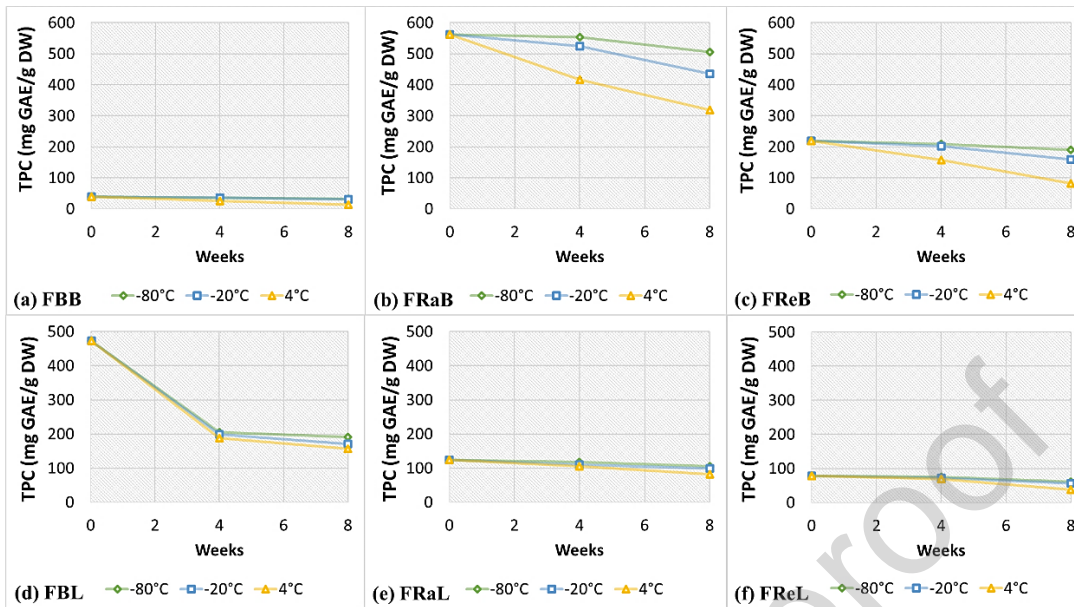 600
500
400
300
200
100
0
TPC (mg GAE/g DW)
0 2 4 6 8
Weeks
(a) FBB -80°C -20°C 4°C
600
500
400
300
200
100
0
TPC (mg GAE/g DW)
0 2 4 6 8
Weeks
(b) FRaB -80°C -20°C 4°C
600
500
400
300
200
100
0
TPC (mg GAE/g DW)
0 2 4 6 8
Weeks
(c) FReB -80°C -20°C 4°C
500
400
300
200
100
0
TPC (mg GAE/g DW)
0 2 4 6 8
Weeks
(d) FBL -80°C -20°C 4°C
500
400
300
200
100
0
TPC (mg GAE/g DW)
0 2 4 6 8
Weeks
(e) FRaL -80°C -20°C 4°C
500
400
300
200
100
0
TPC (mg GAE/g DW)
0 2 4 6 8
Weeks
(f) FReL -80°C -20°C 4°C
proof